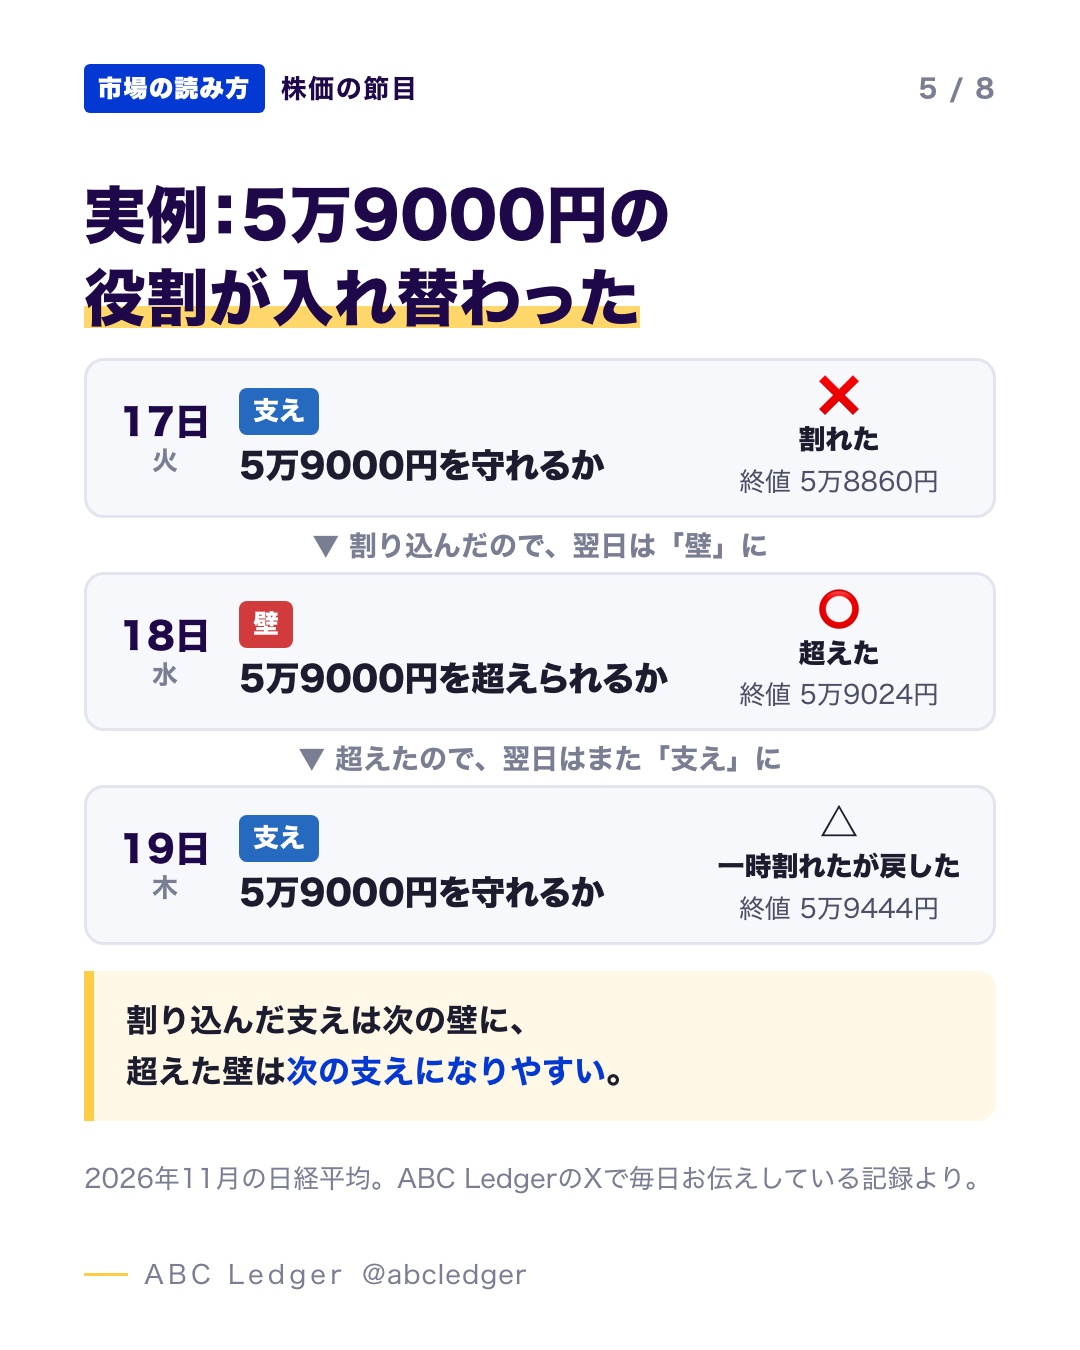 市場の読み方 株価の節目 5 / 8
実例：5万9000円の
役割が入れ替わった
17日
火
支え
5万9000円を守れるか
❌
割れた
終値 5万8860円
▼ 割り込んだので、翌日は「壁」に
18日
水
壁
5万9000円を超えられるか
⭕
超えた
終値 5万9024円
▼ 超えたので、翌日はまた「支え」に
19日
木
支え
5万9000円を守れるか
△
一時割れたが戻した
終値 5万9444円
割り込んだ支えは次の壁に、
超えた壁は次の支えになりやすい。
2026年11月の日経平均。ABC LedgerのXで毎日お伝えしている記録より。
ABC Ledger @abcledger